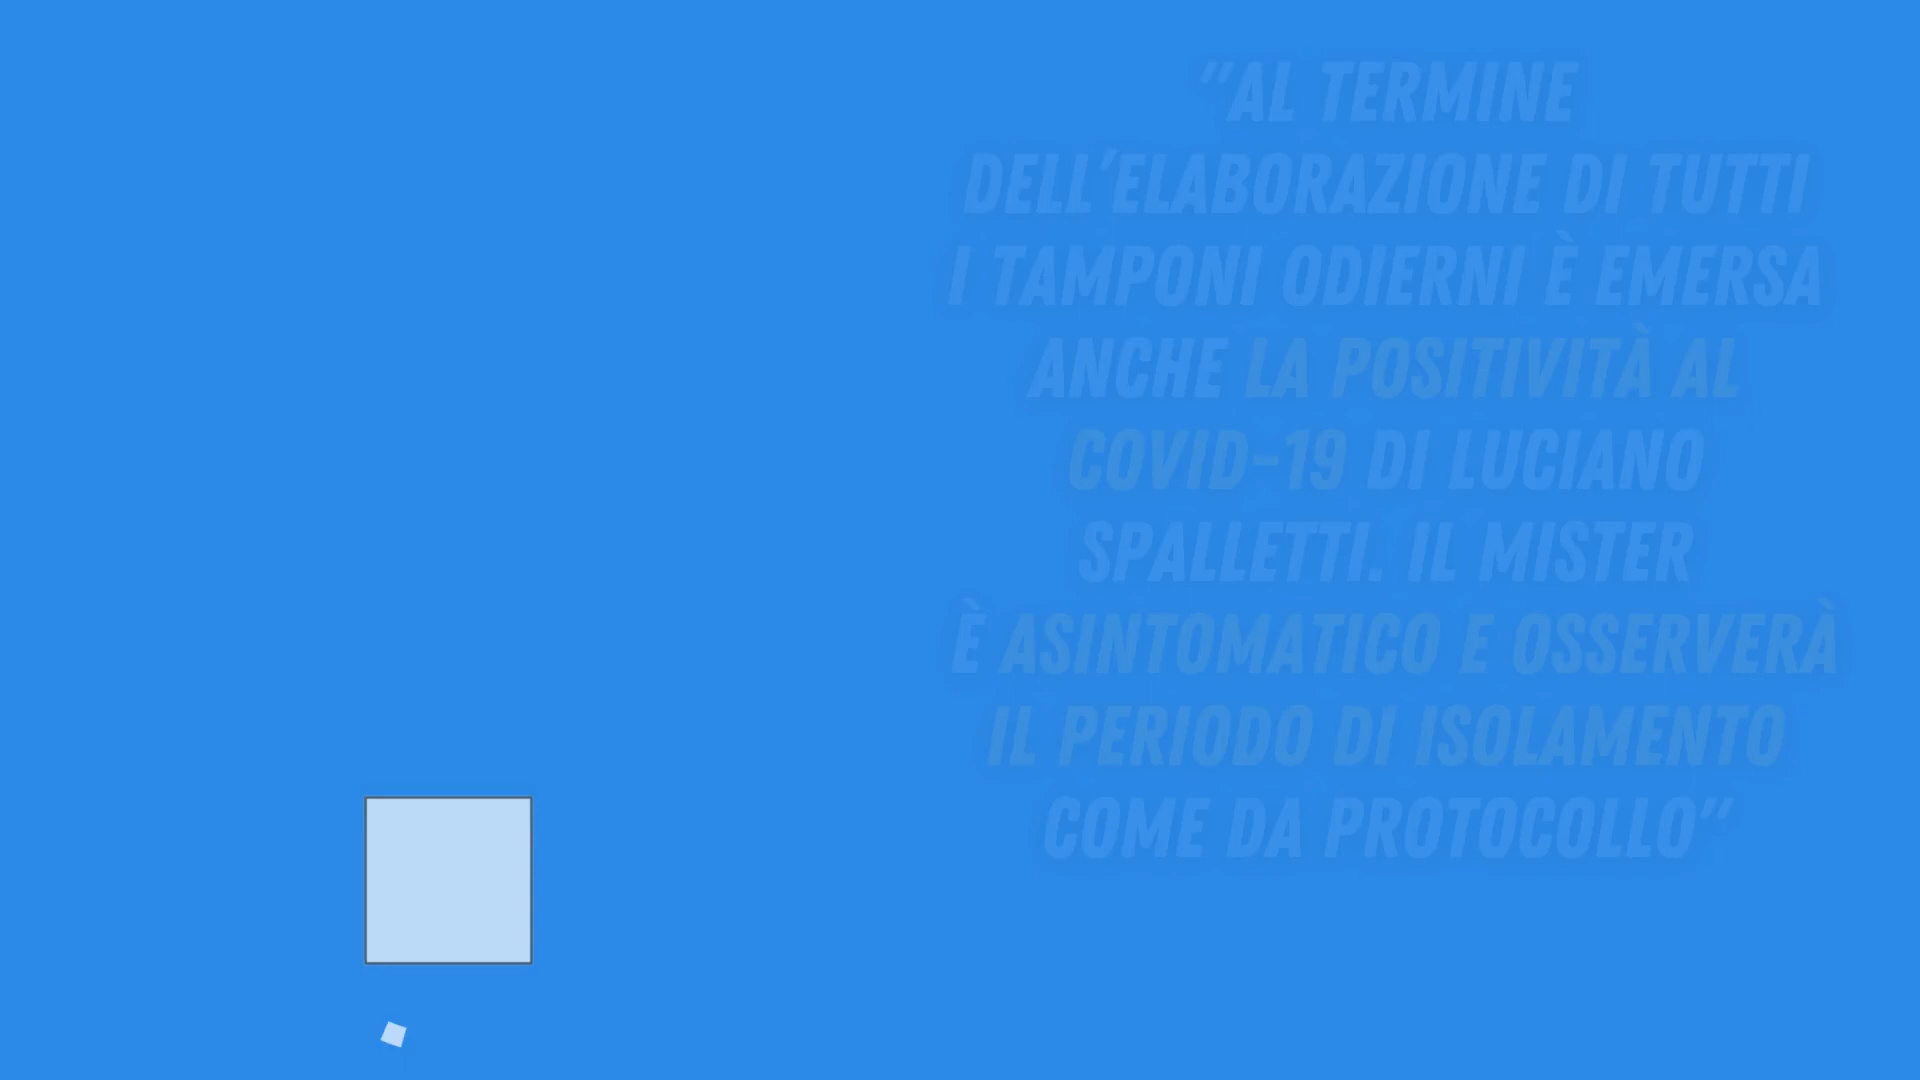 "AL TERMINE
DELL'ELABORAZIONE DI TUTTI
I TAMPONI ODIERNI È EMERSA
ANCHE LA POSITIVITÀ AL
COVID-19 DI LUCIANO
SPALLETTI. IL MISTER
È ASINTOMATICO E OSSERVERÀ
IL PERIODO DI ISOLAMENTO
COME DA PROTOCOLLO"